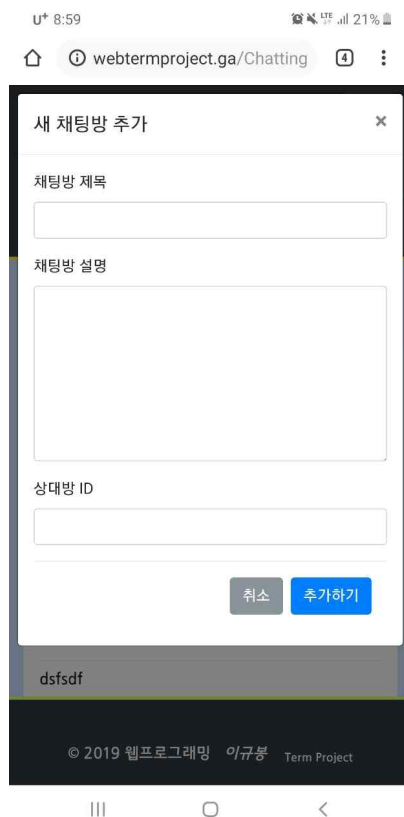 U+ 8:59 LTE 21%
webtermproject.ga/Chatting 4
새 채팅방 추가 ×
채팅방 제목
채팅방 설명
상대방 ID
취소 추가하기
dsfsdf
© 2019 웹프로그래밍 이규봉 Term Project